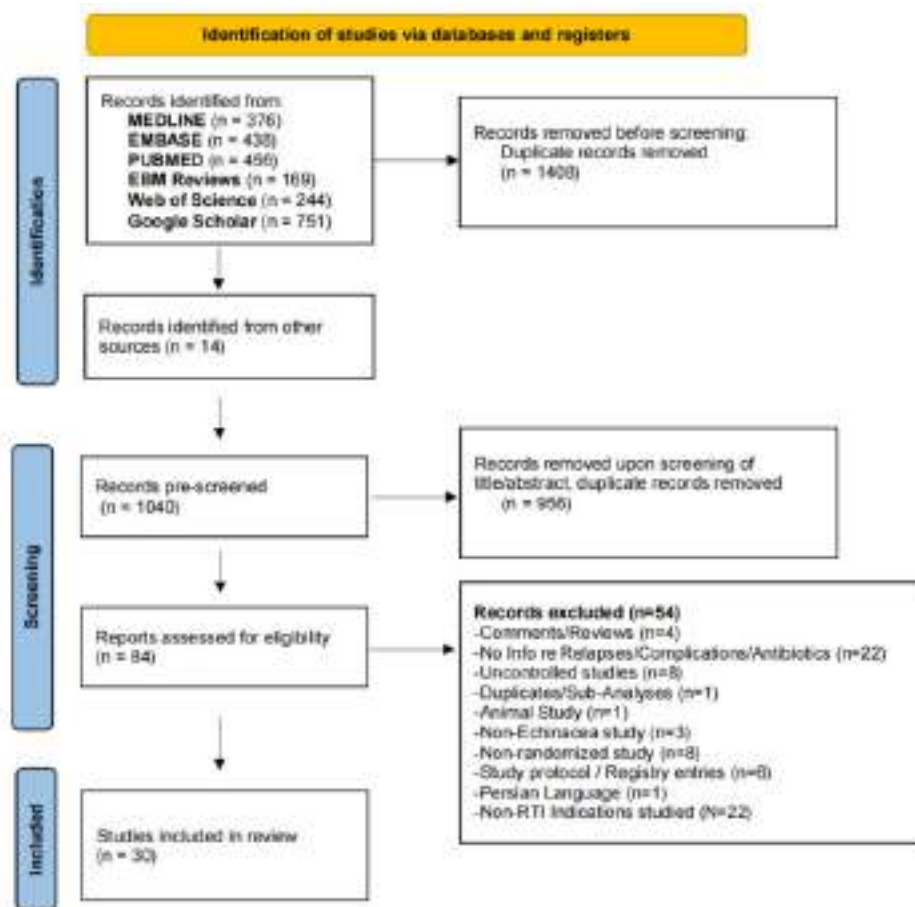 Identification of studies via databases and registers
Identification
Records identified from:
MEDLINE (n = 376)
EMBASE (n = 438)
PUBMED (n = 456)
EBM Reviews (n = 169)
Web of Science (n = 244)
Google Scholar (n = 751)
Records removed before screening:
Duplicate records removed
(n = 1408)
Records identified from other
sources (n = 14)
Screening
Records pre-screened
(n = 1040)
Records removed upon screening of
title/abstract, duplicate records removed
(n = 956)
Reports assessed for eligibility
(n = 84)
Records excluded (n=54)
-Comments/Reviews (n=4)
-No Info re Relapses/Complications/Antibiotics (n=22)
-Uncontrolled studies (n=8)
-Duplicates/Sub-Analyses (n=1)
-Animal Study (n=1)
-Non-Echinacea study (n=3)
-Non-randomized study (n=8)
-Study protocol / Registry entries (n=6)
-Persian Language (n=1)
-Non-RTI Indications studied (N=22)
Included
Studies included in review
(n = 30)